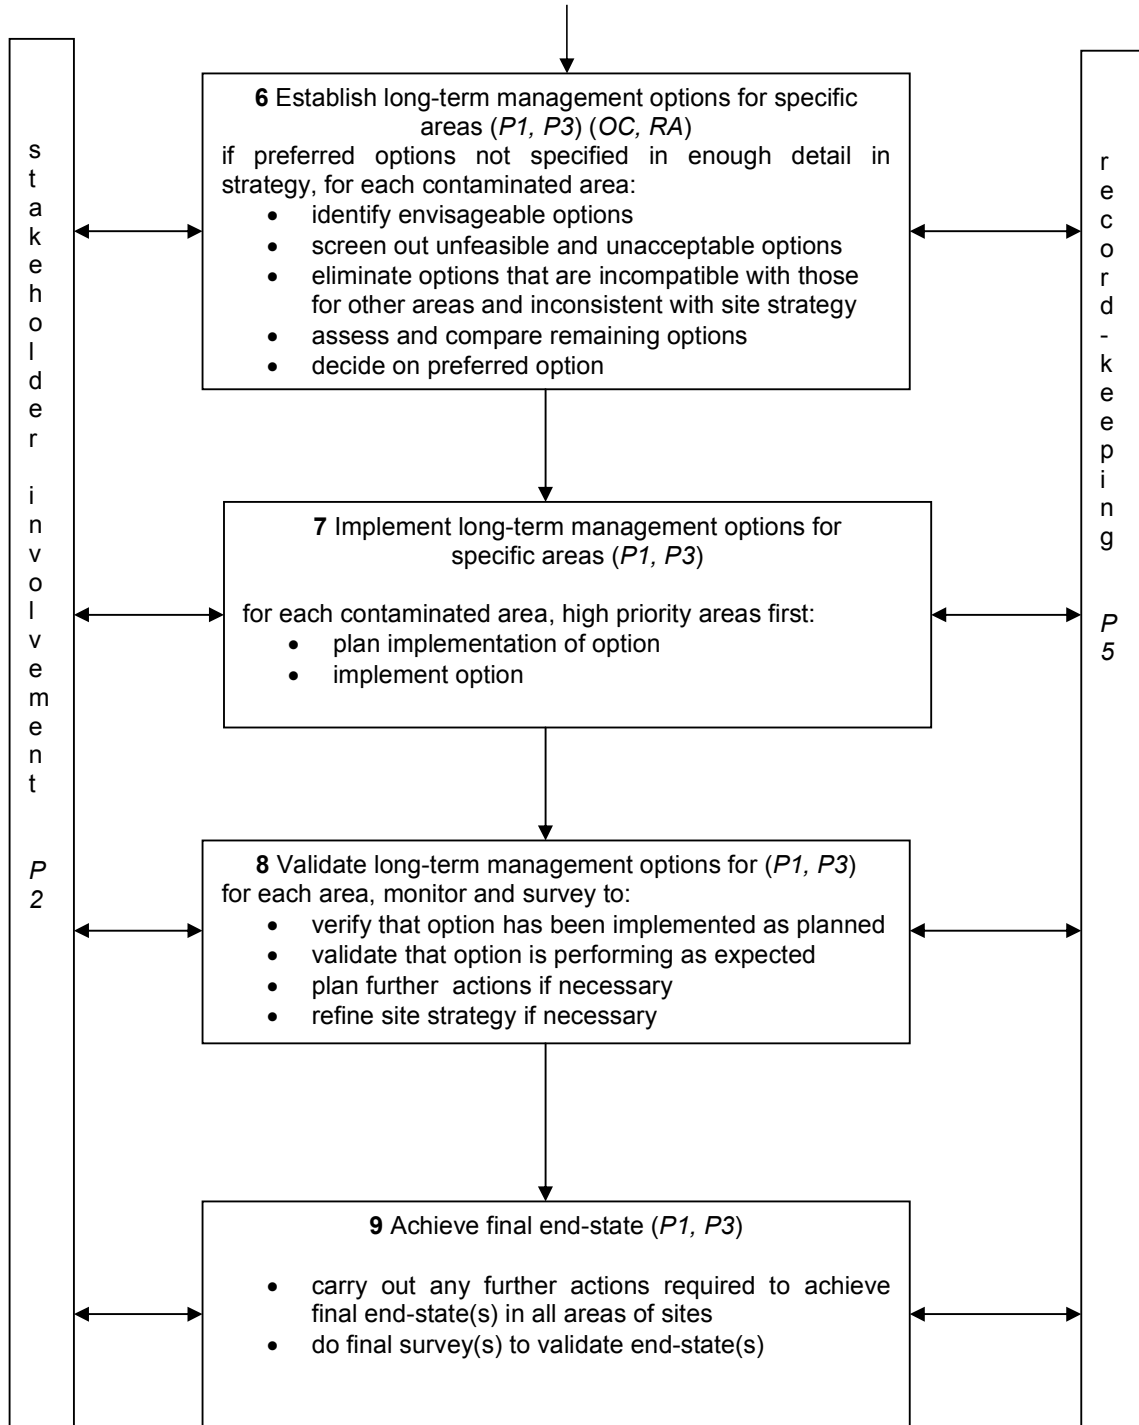 stakeholder involvement P2
6 Establish long-term management options for specific
areas (P1, P3) (OC, RA)
if preferred options not specified in enough detail in
strategy, for each contaminated area:
• identify envisageable options
• screen out unfeasible and unacceptable options
• eliminate options that are incompatible with those
for other areas and inconsistent with site strategy
• assess and compare remaining options
• decide on preferred option
7 Implement long-term management options for
specific areas (P1, P3)
for each contaminated area, high priority areas first:
• plan implementation of option
• implement option
8 Validate long-term management options for (P1, P3)
for each area, monitor and survey to:
• verify that option has been implemented as planned
• validate that option is performing as expected
• plan further actions if necessary
• refine site strategy if necessary
9 Achieve final end-state (P1, P3)
• carry out any further actions required to achieve
final end-state(s) in all areas of sites
• do final survey(s) to validate end-state(s)
record-keeping P5